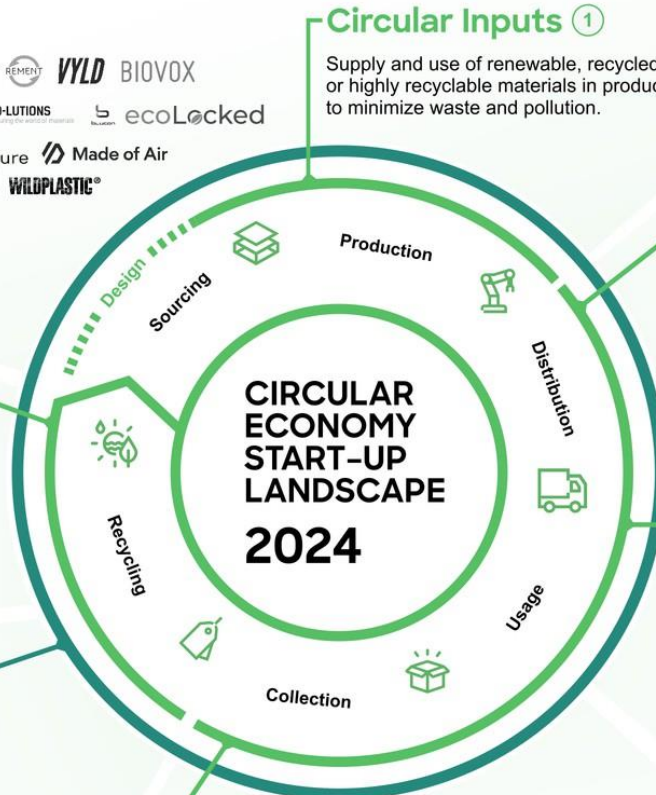 Circular Inputs 1
Supply and use of renewable, recycled
or highly recyclable materials in produc
to minimize waste and pollution.
REMENT VYLD BIOVOX
O-LUTIONS ecoLocked
ure Made of Air
WILDPLASTIC®
Design
Sourcing
Production
Distribution
Usage
Collection
Recycling
CIRCULAR
ECONOMY
START-UP
LANDSCAPE
2024